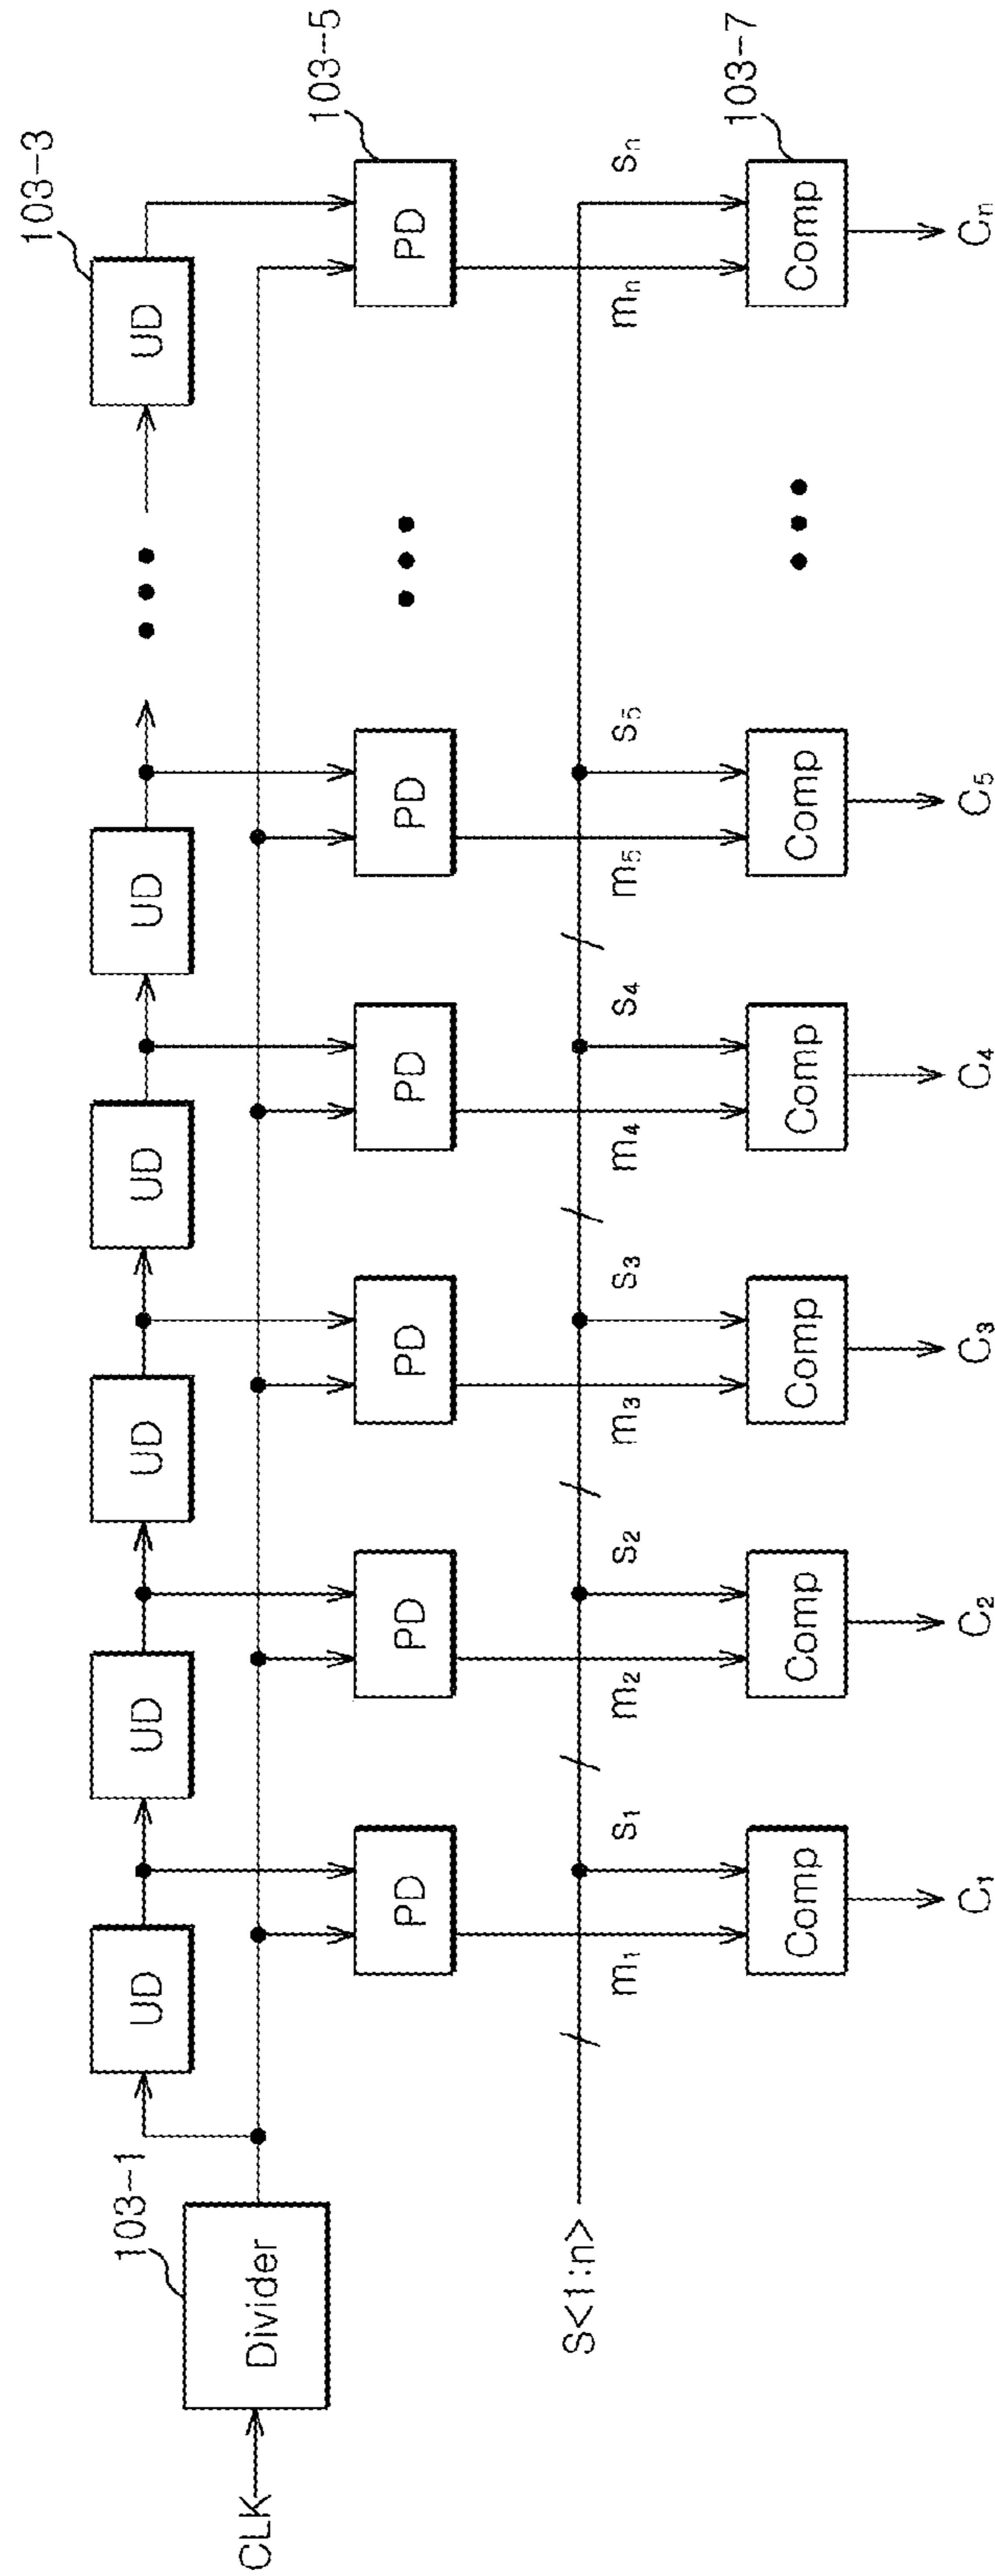 103-3
UD UD UD UD UD UD
103-1
Divider
CLK
103-5
PD PD PD PD PD PD
S<1:n>
m₁ s₁ m₂ s₂ m₃ s₃ m₄ s₄ m₅ s₅ mₙ sₙ
103-7
Comp Comp Comp Comp Comp Comp
C₁ C₂ C₃ C₄ C₅ Cₙ